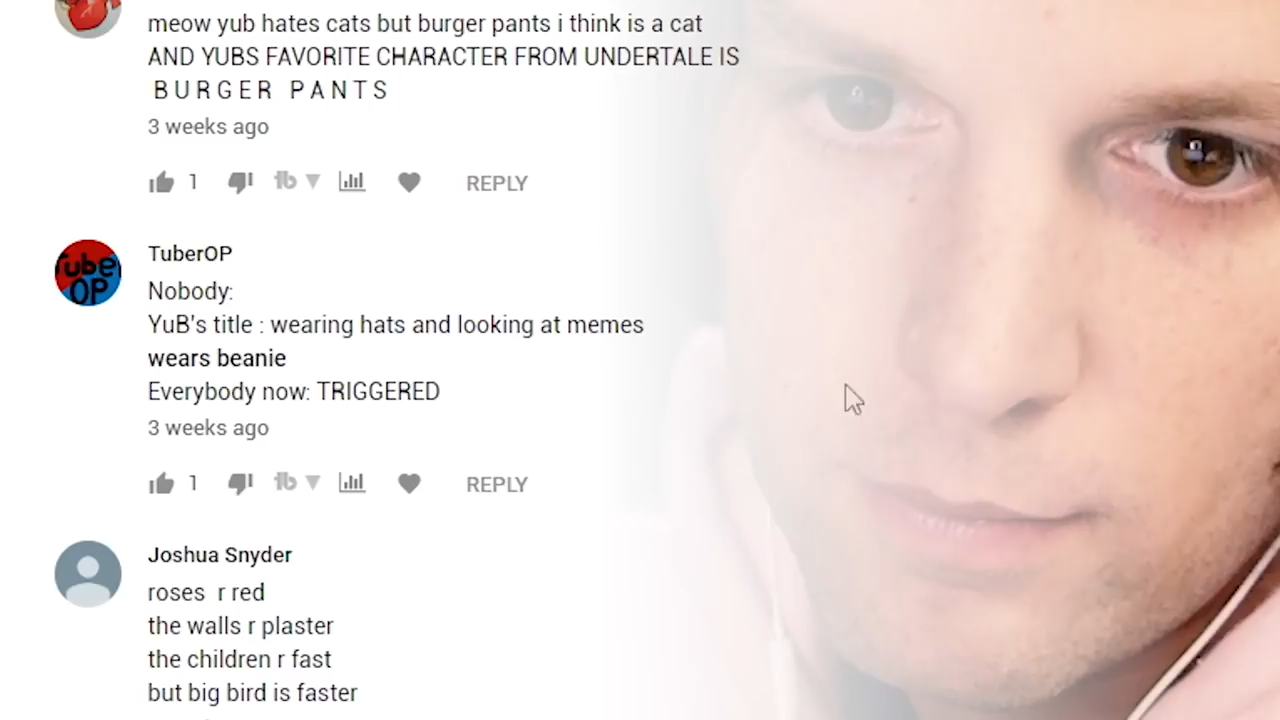 meow yub hates cats but burger pants i think is a cat
AND YUBS FAVORITE CHARACTER FROM UNDERTALE IS
B U R G E R P A N T S
3 weeks ago
1 REPLY
TuberOP
Tube
OP
Nobody:
YuB's title : wearing hats and looking at memes
wears beanie
Everybody now: TRIGGERED
3 weeks ago
1 REPLY
Joshua Snyder
roses r red
the walls r plaster
the children r fast
but big bird is faster